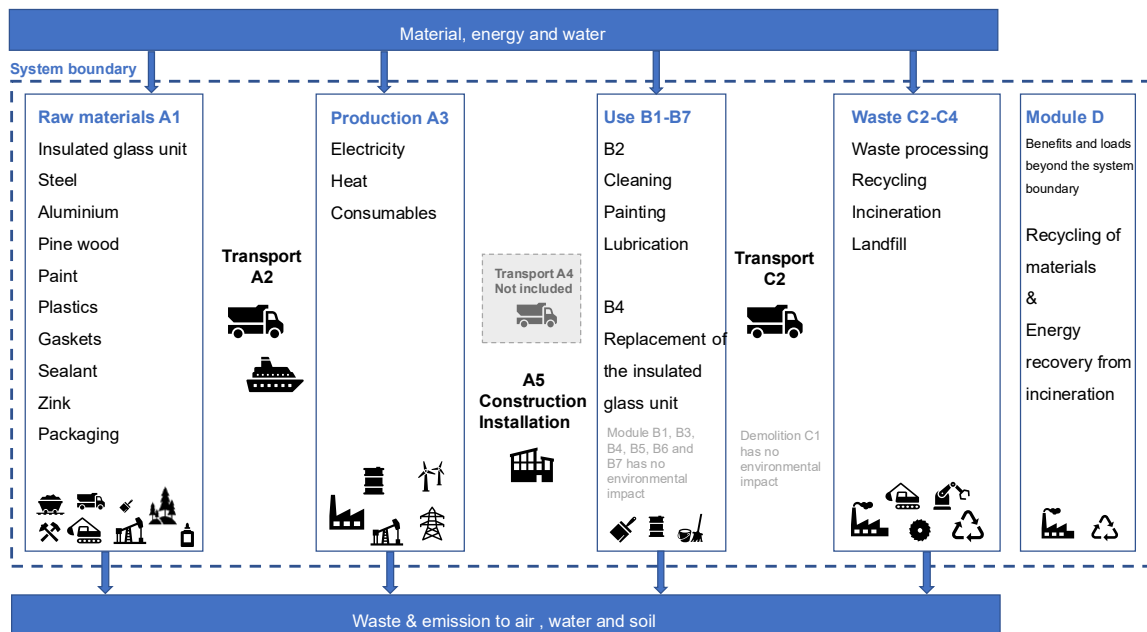 Material, energy and water
System boundary
Raw materials A1
Insulated glass unit
Steel
Aluminium
Pine wood
Paint
Plastics
Gaskets
Sealant
Zink
Packaging
Transport
A2
Production A3
Electricity
Heat
Consumables
Transport A4
Not included
A5
Construction
Installation
Use B1-B7
B2
Cleaning
Painting
Lubrication
B4
Replacement of
the insulated
glass unit
Module B1, B3,
B4, B5, B6 and
B7 has no
environmental
impact
Transport
C2
Demolition C1
has no
environmental
impact
Waste C2-C4
Waste processing
Recycling
Incineration
Landfill
Module D
Benefits and loads
beyond the system
boundary
Recycling of
materials
&
Energy
recovery from
incineration
Waste & emission to air , water and soil